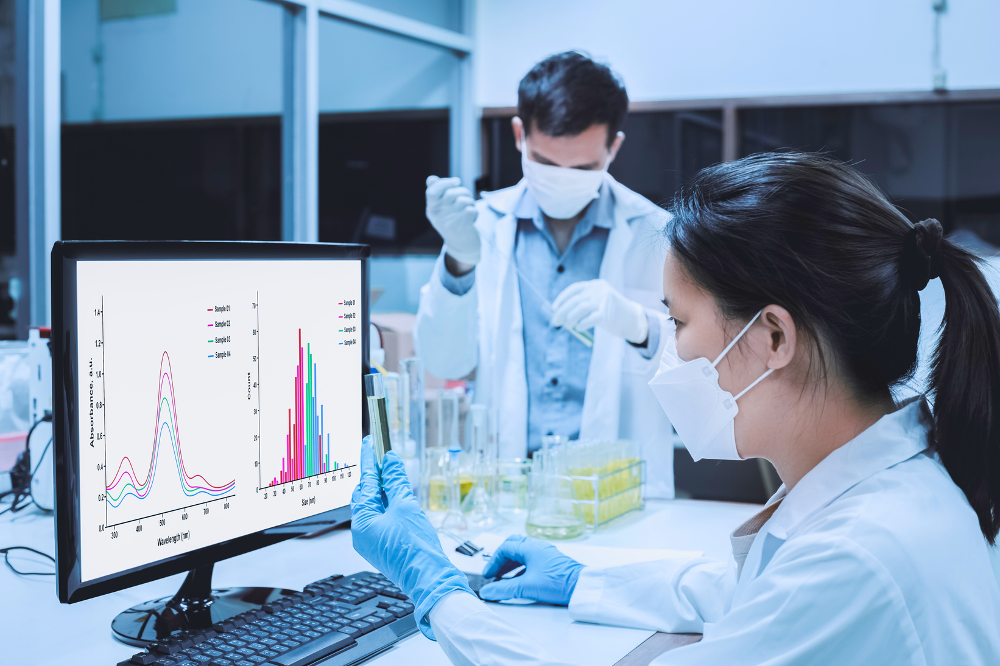 Absorbance, a.u.
1.4
1.2
1.0
0.8
0.6
0.4
0.2
0.0
300 400 500 600 700 800
Wavelength (nm)
Sample 01
Sample 02
Sample 03
Sample 04
Count
70
60
50
40
30
20
10
0
20 30 40 50 60 70 80 90 100 110 120
Size (nm)
Sample 01
Sample 02
Sample 03
Sample 04